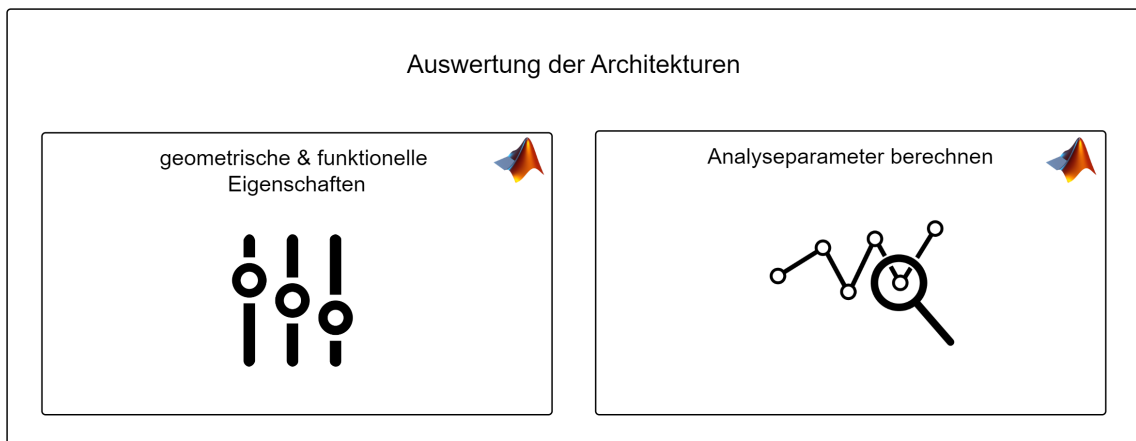 Auswertung der Architekturen
geometrische & funktionelle
Eigenschaften
Analyseparameter berechnen